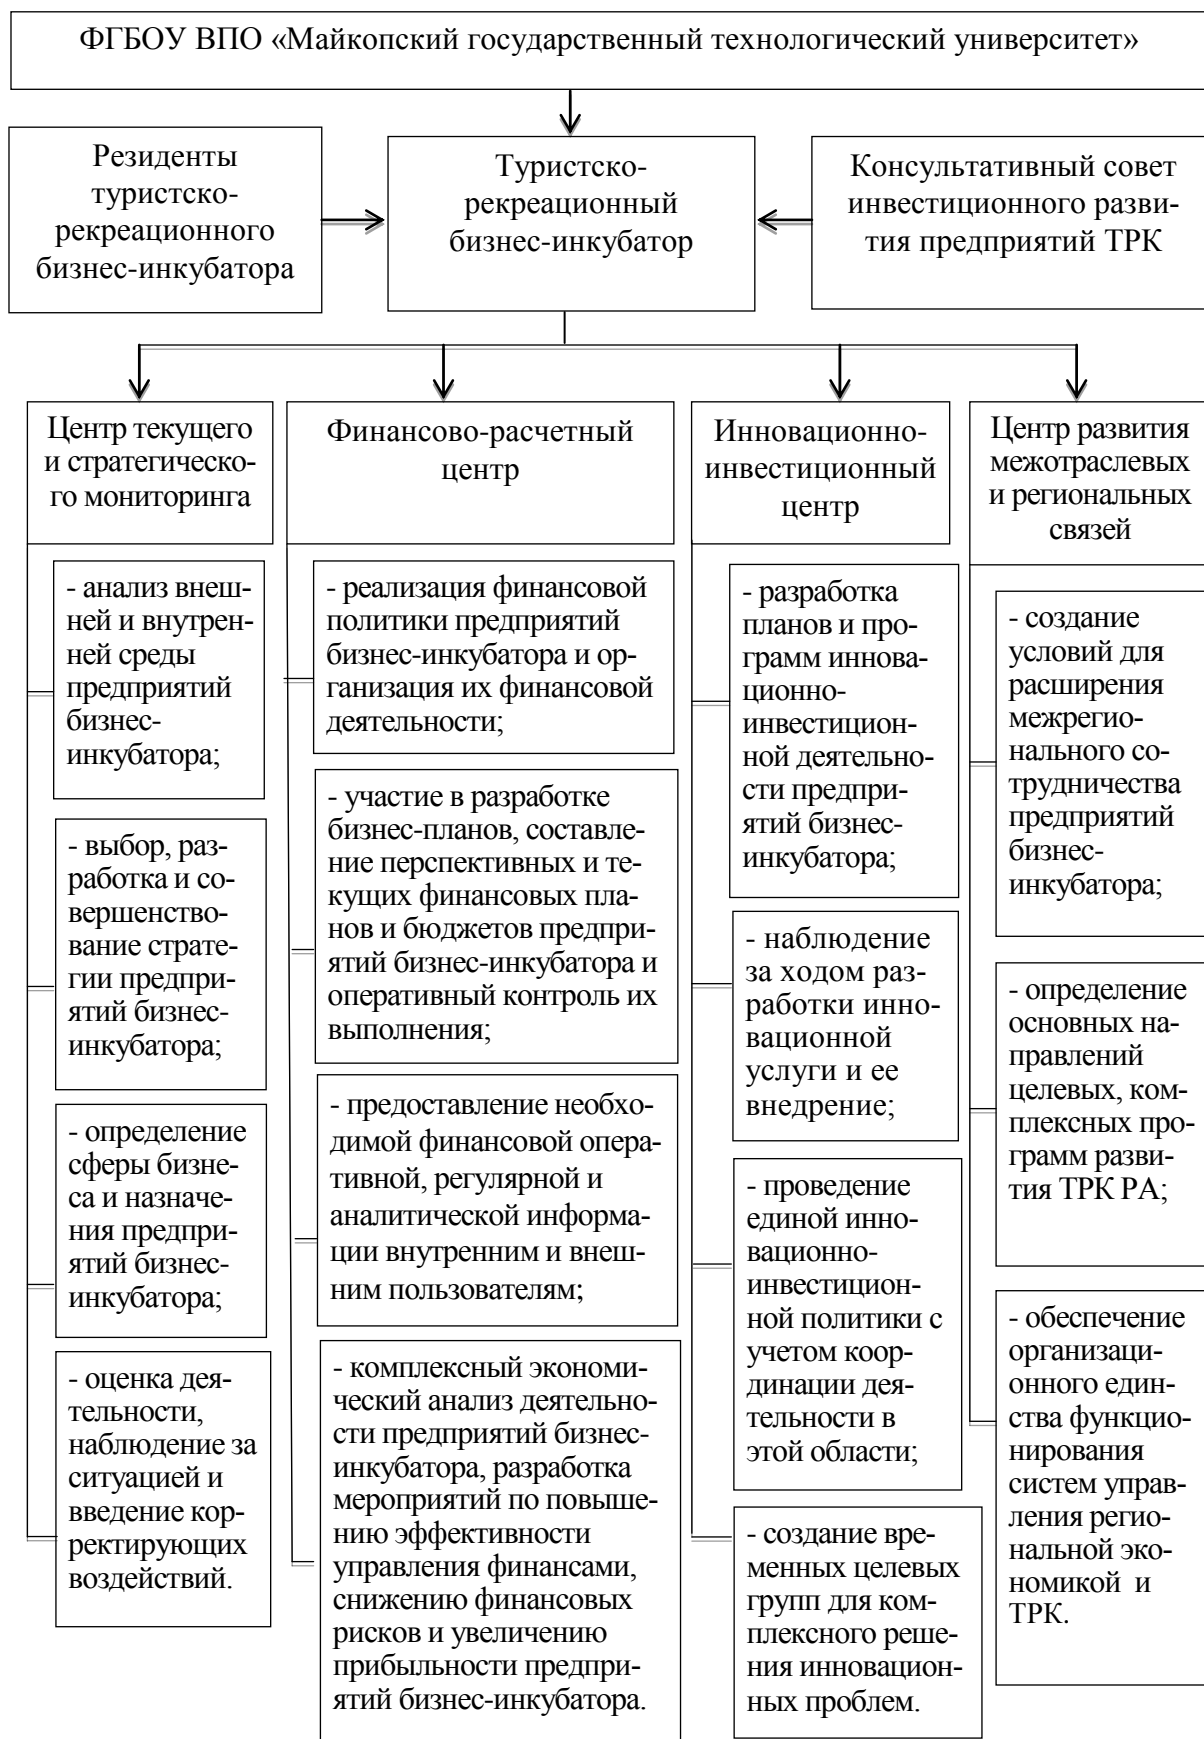 ФГБОУ ВПО «Майкопский государственный технологический университет»
Резиденты
туристско-
рекреационного
бизнес-инкубатора
Туристско-
рекреационный
бизнес-инкубатор
Консультативный совет
инвестиционного разви-
тия предприятий ТРК
Центр текущего
и стратегическо-
го мониторинга
Финансово-расчетный
центр
Инновационно-
инвестиционный
центр
Центр развития
межотраслевых
и региональных
связей
- анализ внеш-
ней и внутрен-
ней среды
предприятий
бизнес-
инкубатора;
- выбор, раз-
работка и со-
вершенство-
вание страте-
гии предпри-
ятий бизнес-
инкубатора;
- определение
сферы бизне-
са и назначе-
ния предпри-
ятий бизнес-
инкубатора;
- оценка дея-
тельности,
наблюдение за
ситуацией и
введение кор-
ректирующих
воздействий.
- реализация финансовой
политики предприятий
бизнес-инкубатора и ор-
ганизация их финансовой
деятельности;
- участие в разработке
бизнес-планов, составле-
ние перспективных и те-
кущих финансовых пла-
нов и бюджетов предпри-
ятий бизнес-инкубатора и
оперативный контроль их
выполнения;
- предоставление необхо-
димой финансовой опера-
тивной, регулярной и
аналитической информа-
ции внутренним и внеш-
ним пользователям;
- комплексный экономи-
ческий анализ деятельно-
сти предприятий бизнес-
инкубатора, разработка
мероприятий по повыше-
нию эффективности
управления финансами,
снижению финансовых
рисков и увеличению
прибыльности предпри-
ятий бизнес-инкубатора.
- разработка
планов и про-
грамм иннова-
ционно-
инвестицион-
ной деятельно-
сти предпри-
ятий бизнес-
инкубатора;
- наблюдение
за ходом раз-
работки инно-
вационной
услуги и ее
внедрение;
- проведение
единой инно-
вационно-
инвестицион-
ной политики с
учетом коор-
динации дея-
тельности в
этой области;
- создание вре-
менных целевых
групп для ком-
плексного реше-
ния инновацион-
ных проблем.
- создание
условий для
расширения
межрегио-
нального со-
трудничества
предприятий
бизнес-
инкубатора;
- определение
основных на-
правлений
целевых, ком-
плексных про-
грамм разви-
тия ТРК РА;
- обеспечение
организаци-
онного един-
ства функцио-
нирования
систем управ-
ления регио-
нальной эко-
номикой и
ТРК.